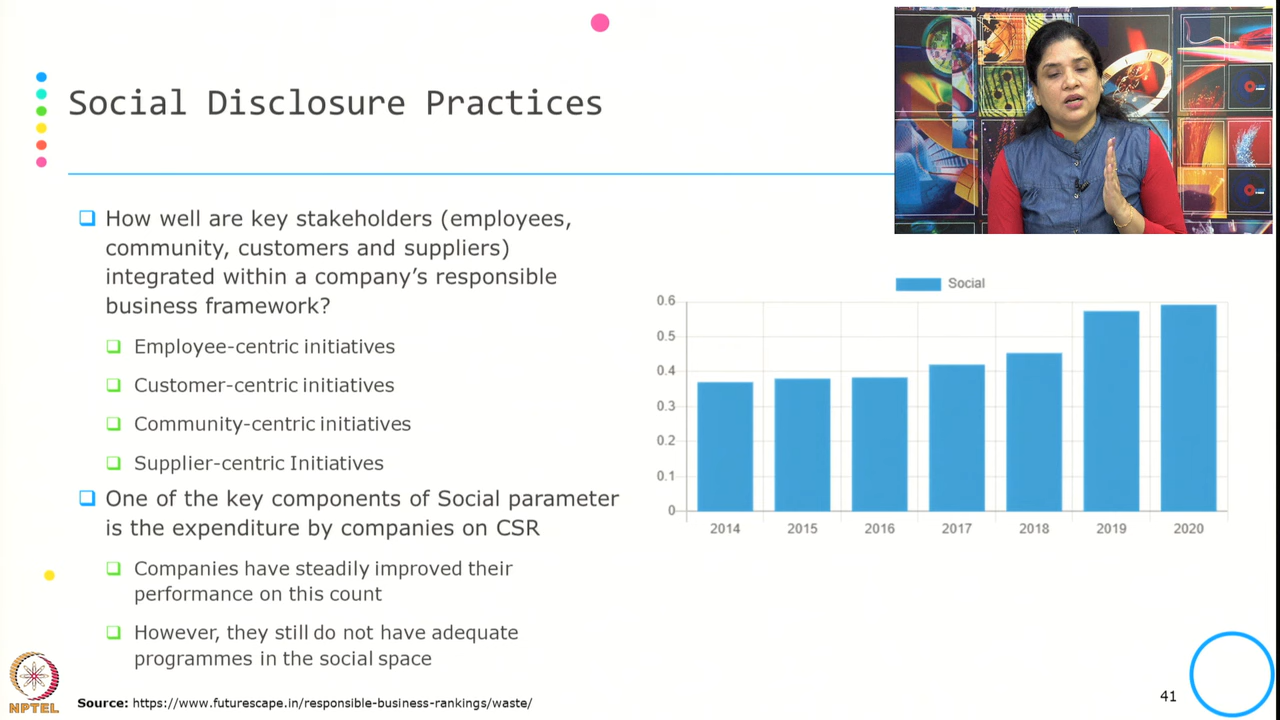 Social Disclosure Practices
How well are key stakeholders (employees,
community, customers and suppliers)
integrated within a company’s responsible
business framework?
Employee-centric initiatives
Customer-centric initiatives
Community-centric initiatives
Supplier-centric Initiatives
One of the key components of Social parameter
is the expenditure by companies on CSR
Companies have steadily improved their
performance on this count
However, they still do not have adequate
programmes in the social space
Social
0.6
0.5
0.4
0.3
0.2
0.1
0
2014 2015 2016 2017 2018 2019 2020
NPTEL
Source: https://www.futurescape.in/responsible-business-rankings/waste/
41